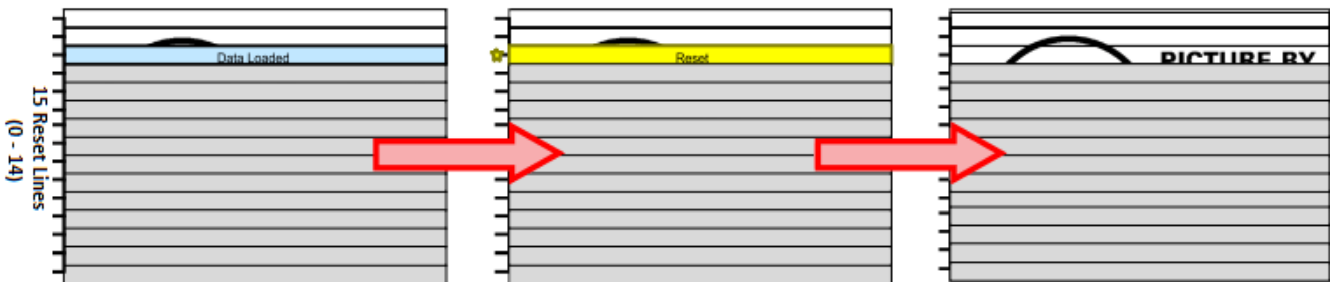 15 Reset Lines
(0 - 14)
Data Loaded
Reset
PICTURE BY